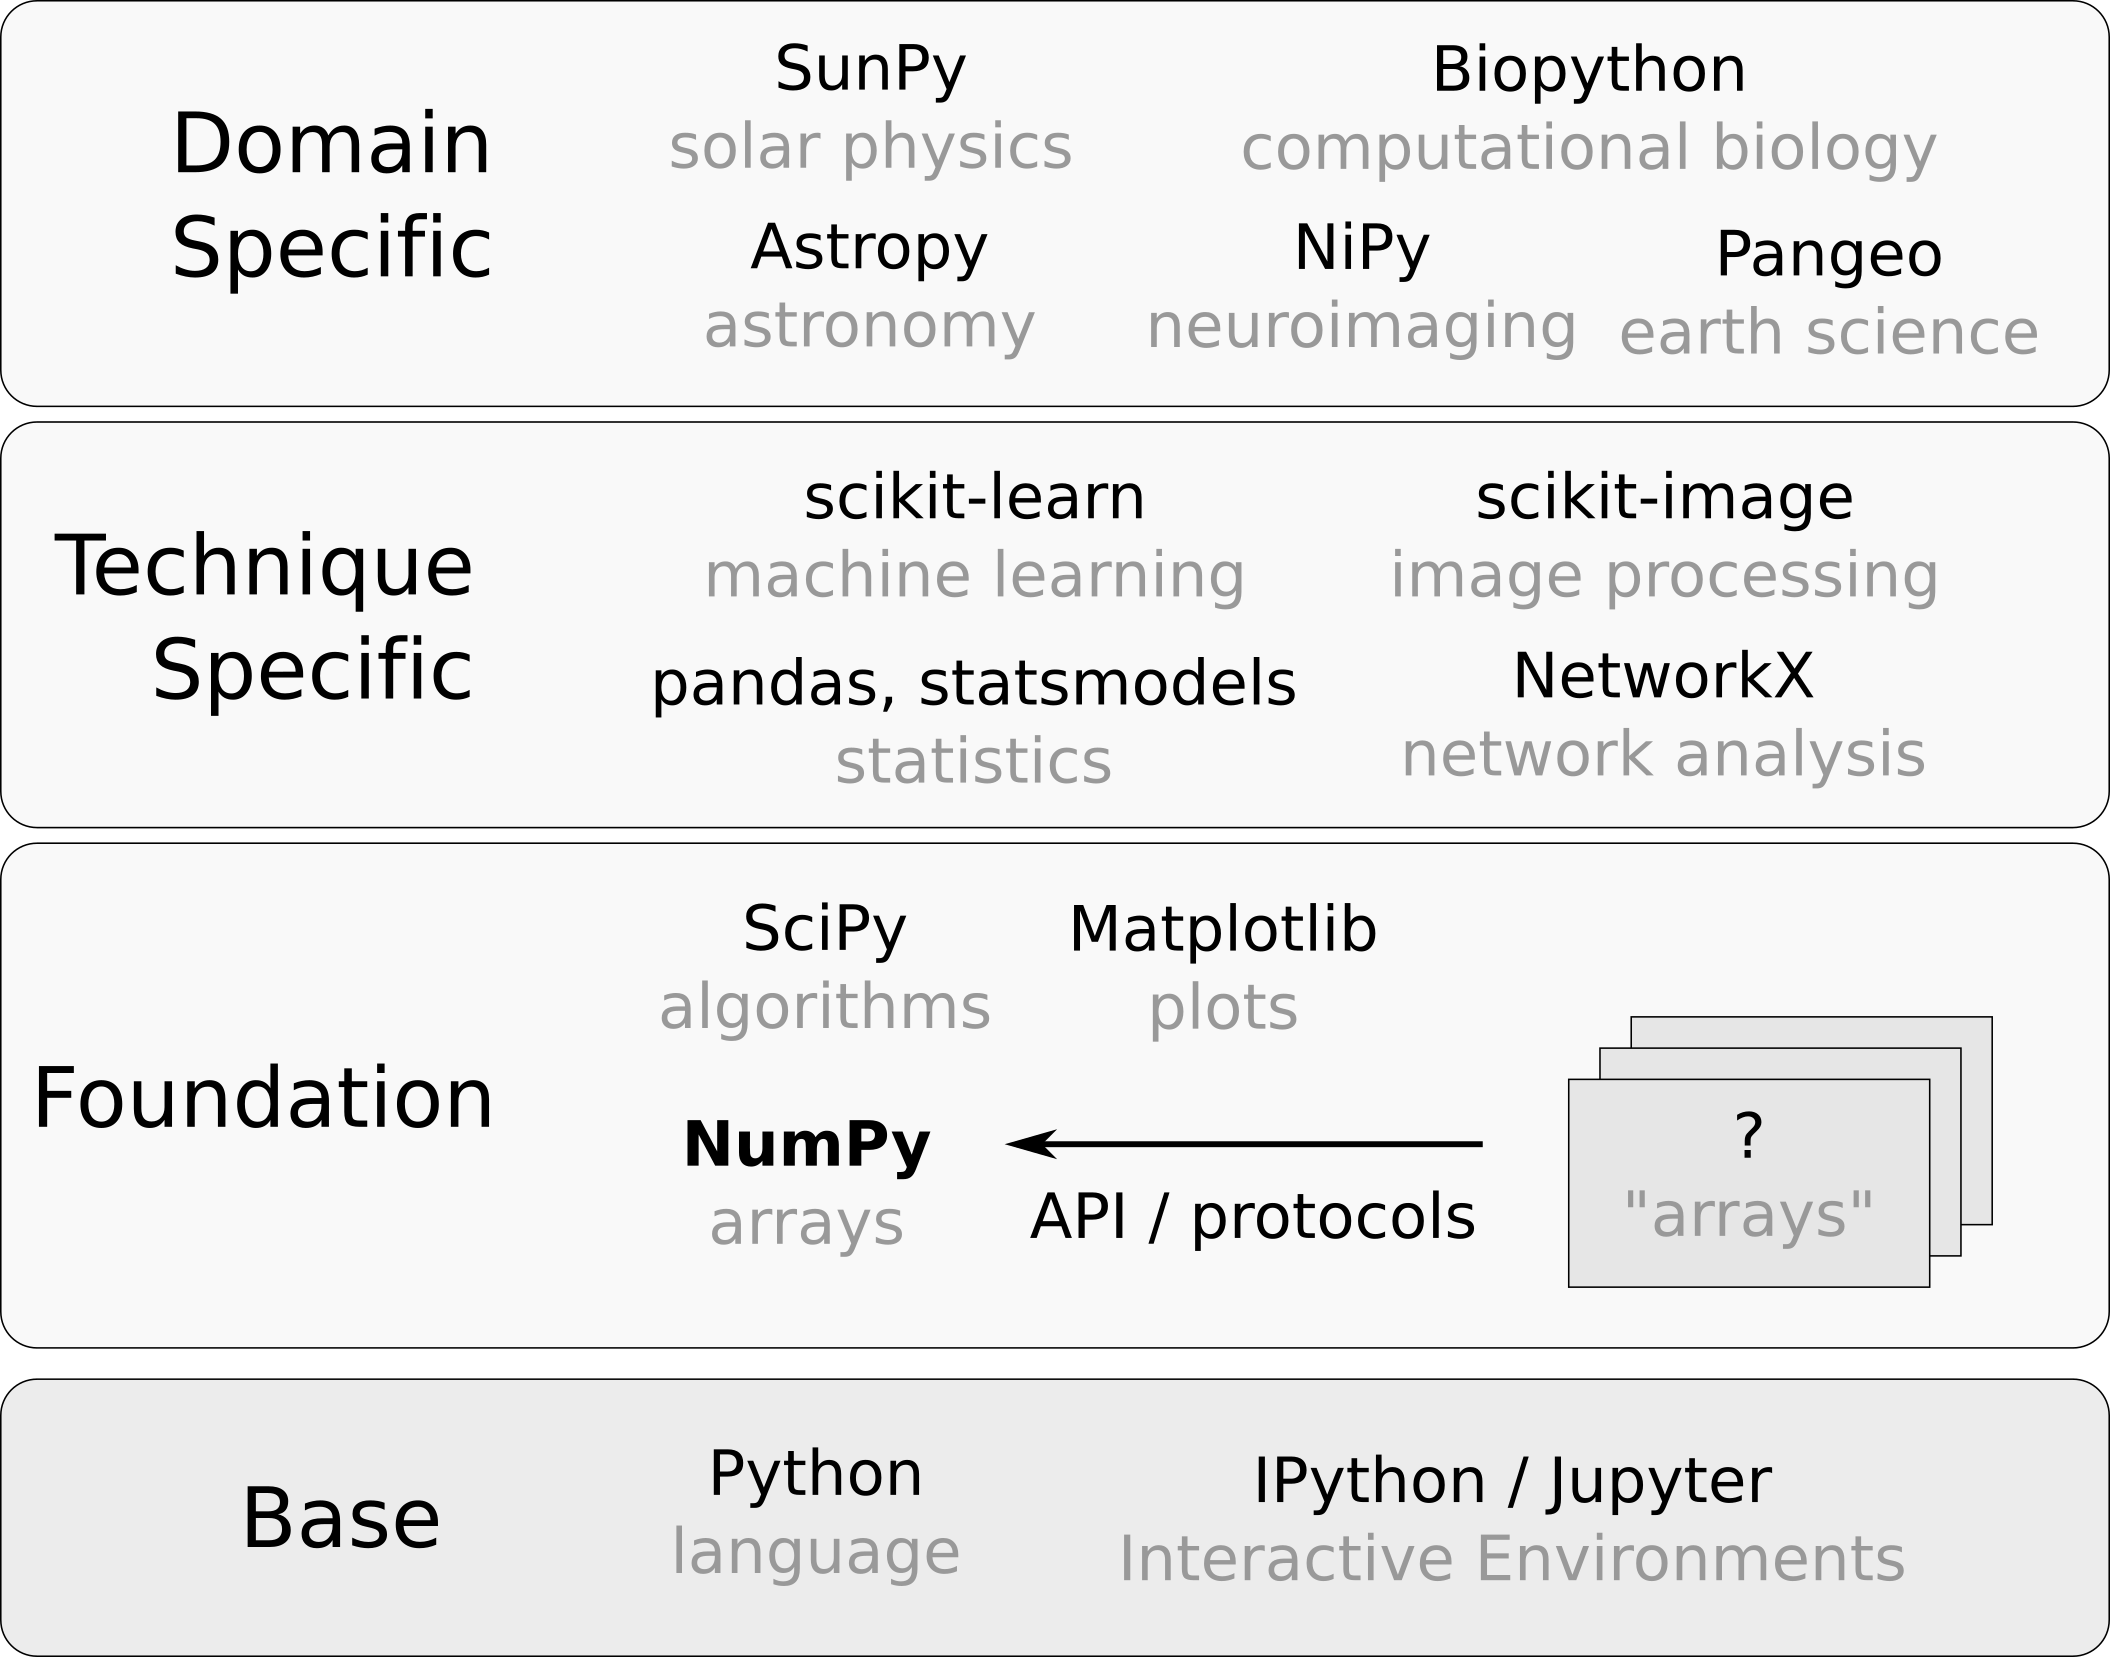 Domain
Specific
SunPy
solar physics
Biopython
computational biology
Astropy
astronomy
NiPy
neuroimaging
Pangeo
earth science
Technique
Specific
scikit-learn
machine learning
scikit-image
image processing
pandas, statsmodels
statistics
NetworkX
network analysis
Foundation
SciPy
algorithms
Matplotlib
plots
NumPy
arrays
API / protocols
?
"arrays"
Base
Python
language
IPython / Jupyter
Interactive Environments